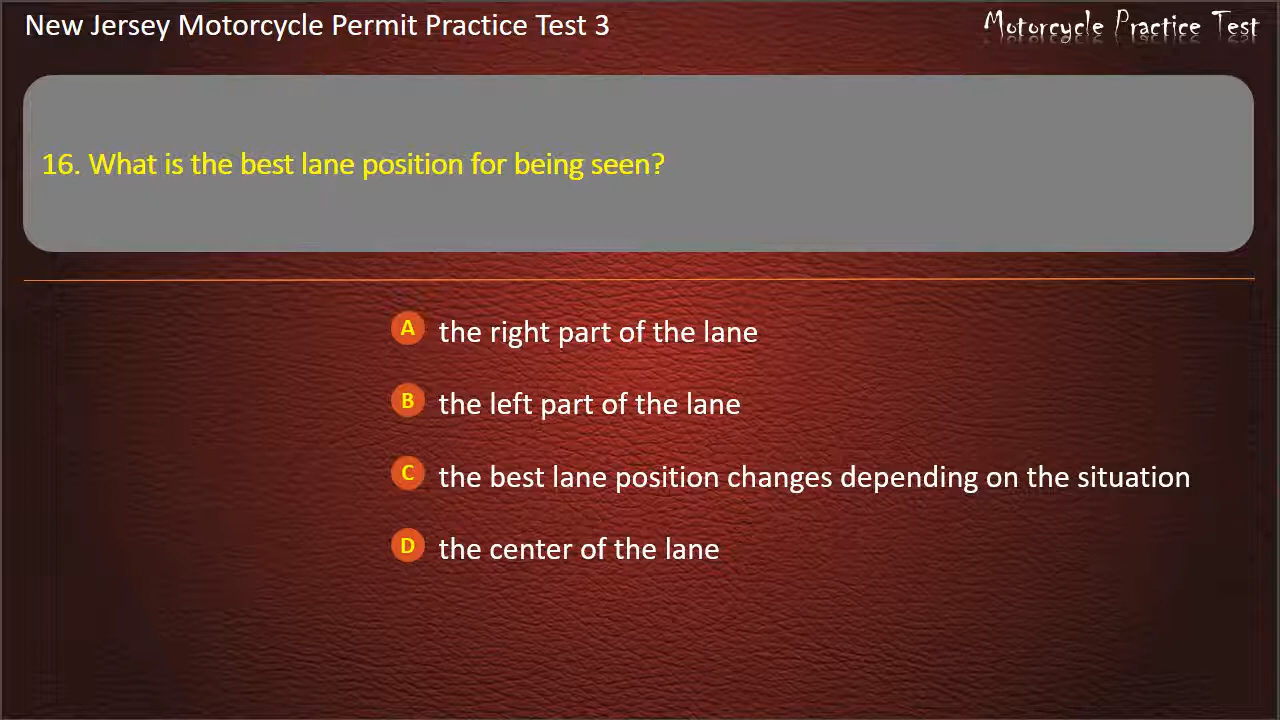 New Jersey Motorcycle Permit Practice Test 3
Motorcycle Practice Test
16. What is the best lane position for being seen?
A the right part of the lane
B the left part of the lane
C the best lane position changes depending on the situation
D the center of the lane